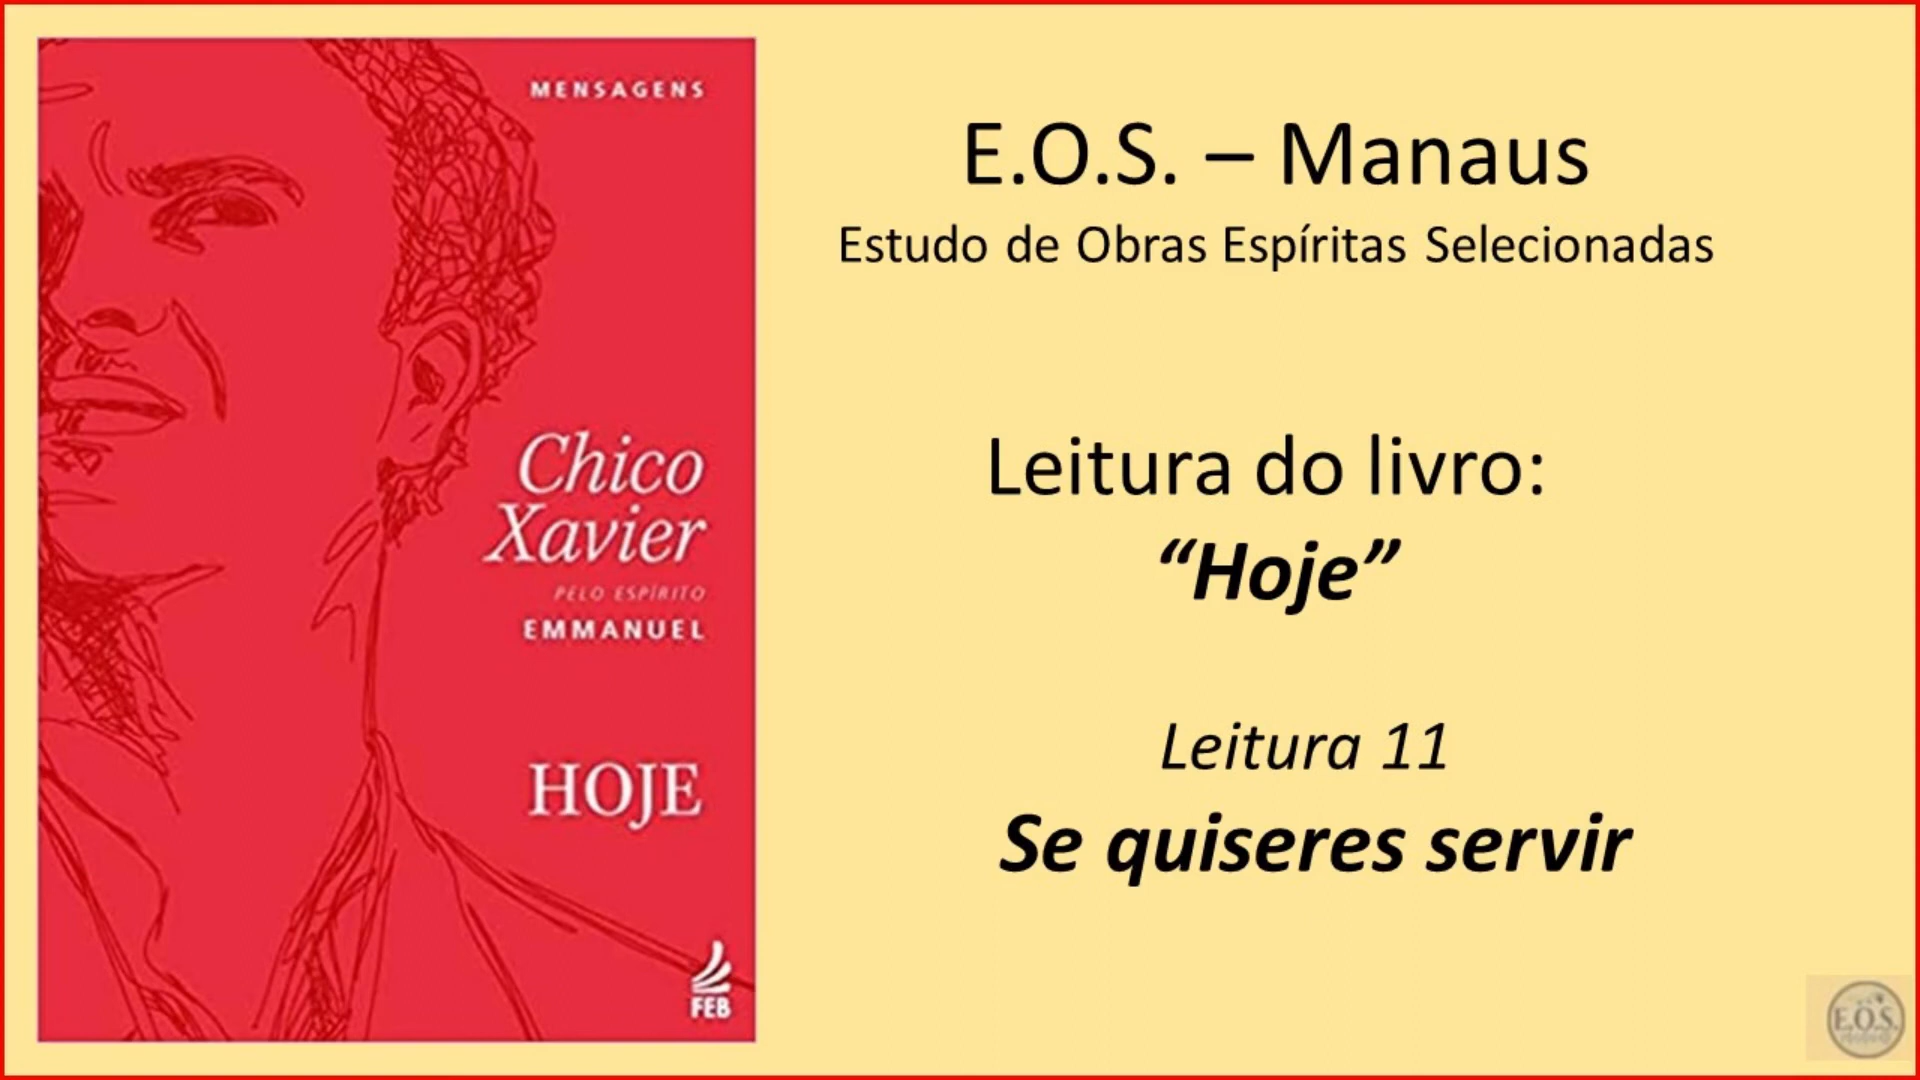 MENSAGENS
Chico
Xavier
PELO ESPÍRITO
EMMANUEL
HOJE
FEB
E.O.S. – Manaus
Estudo de Obras Espíritas Selecionadas
Leitura do livro:
“Hoje”
Leitura 11
Se quiseres servir
E.O.S.